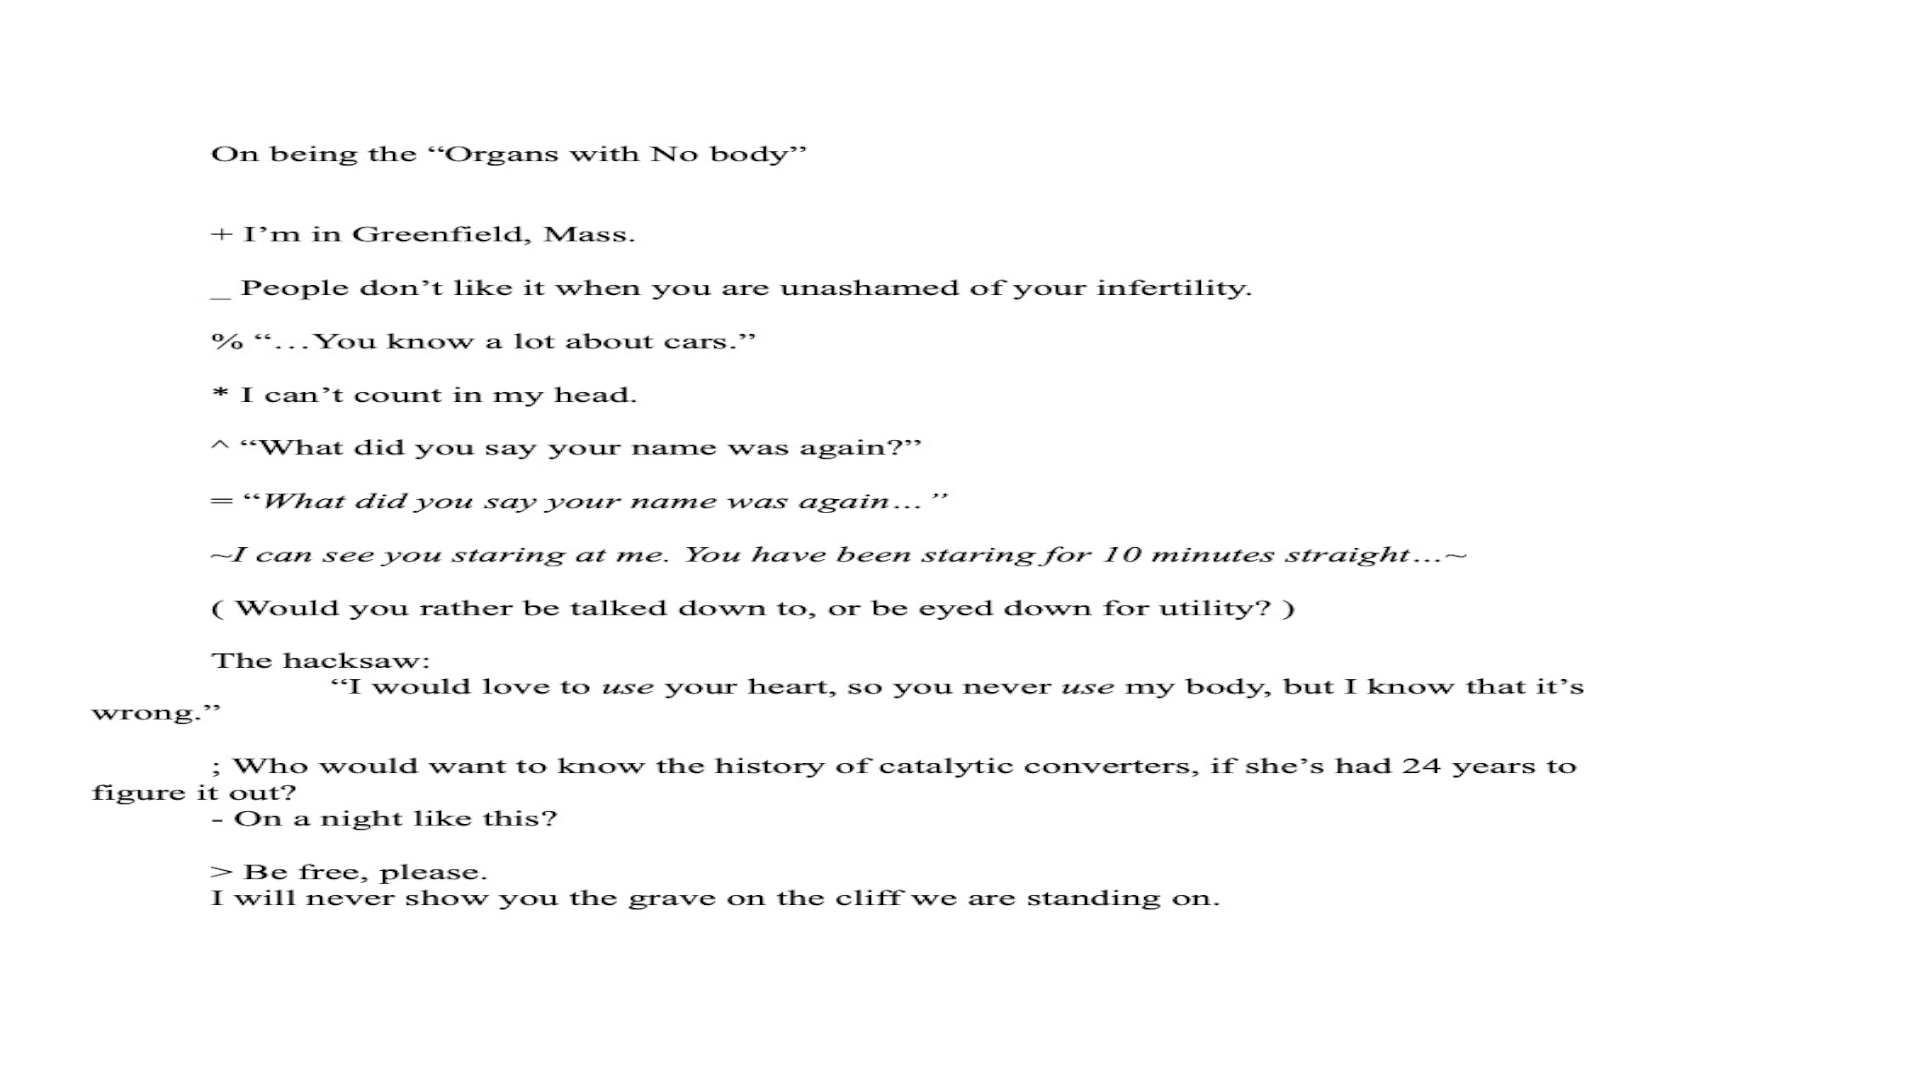 On being the “Organs with No body”
+ I’m in Greenfield, Mass.
_ People don’t like it when you are unashamed of your infertility.
% “…You know a lot about cars.”
* I can’t count in my head.
^ “What did you say your name was again?”
= “What did you say your name was again…”
~I can see you staring at me. You have been staring for 10 minutes straight…~
( Would you rather be talked down to, or be eyed down for utility? )
The hacksaw:
“I would love to use your heart, so you never use my body, but I know that it’s
wrong.”
; Who would want to know the history of catalytic converters, if she’s had 24 years to
figure it out?
- On a night like this?
> Be free, please.
I will never show you the grave on the cliff we are standing on.